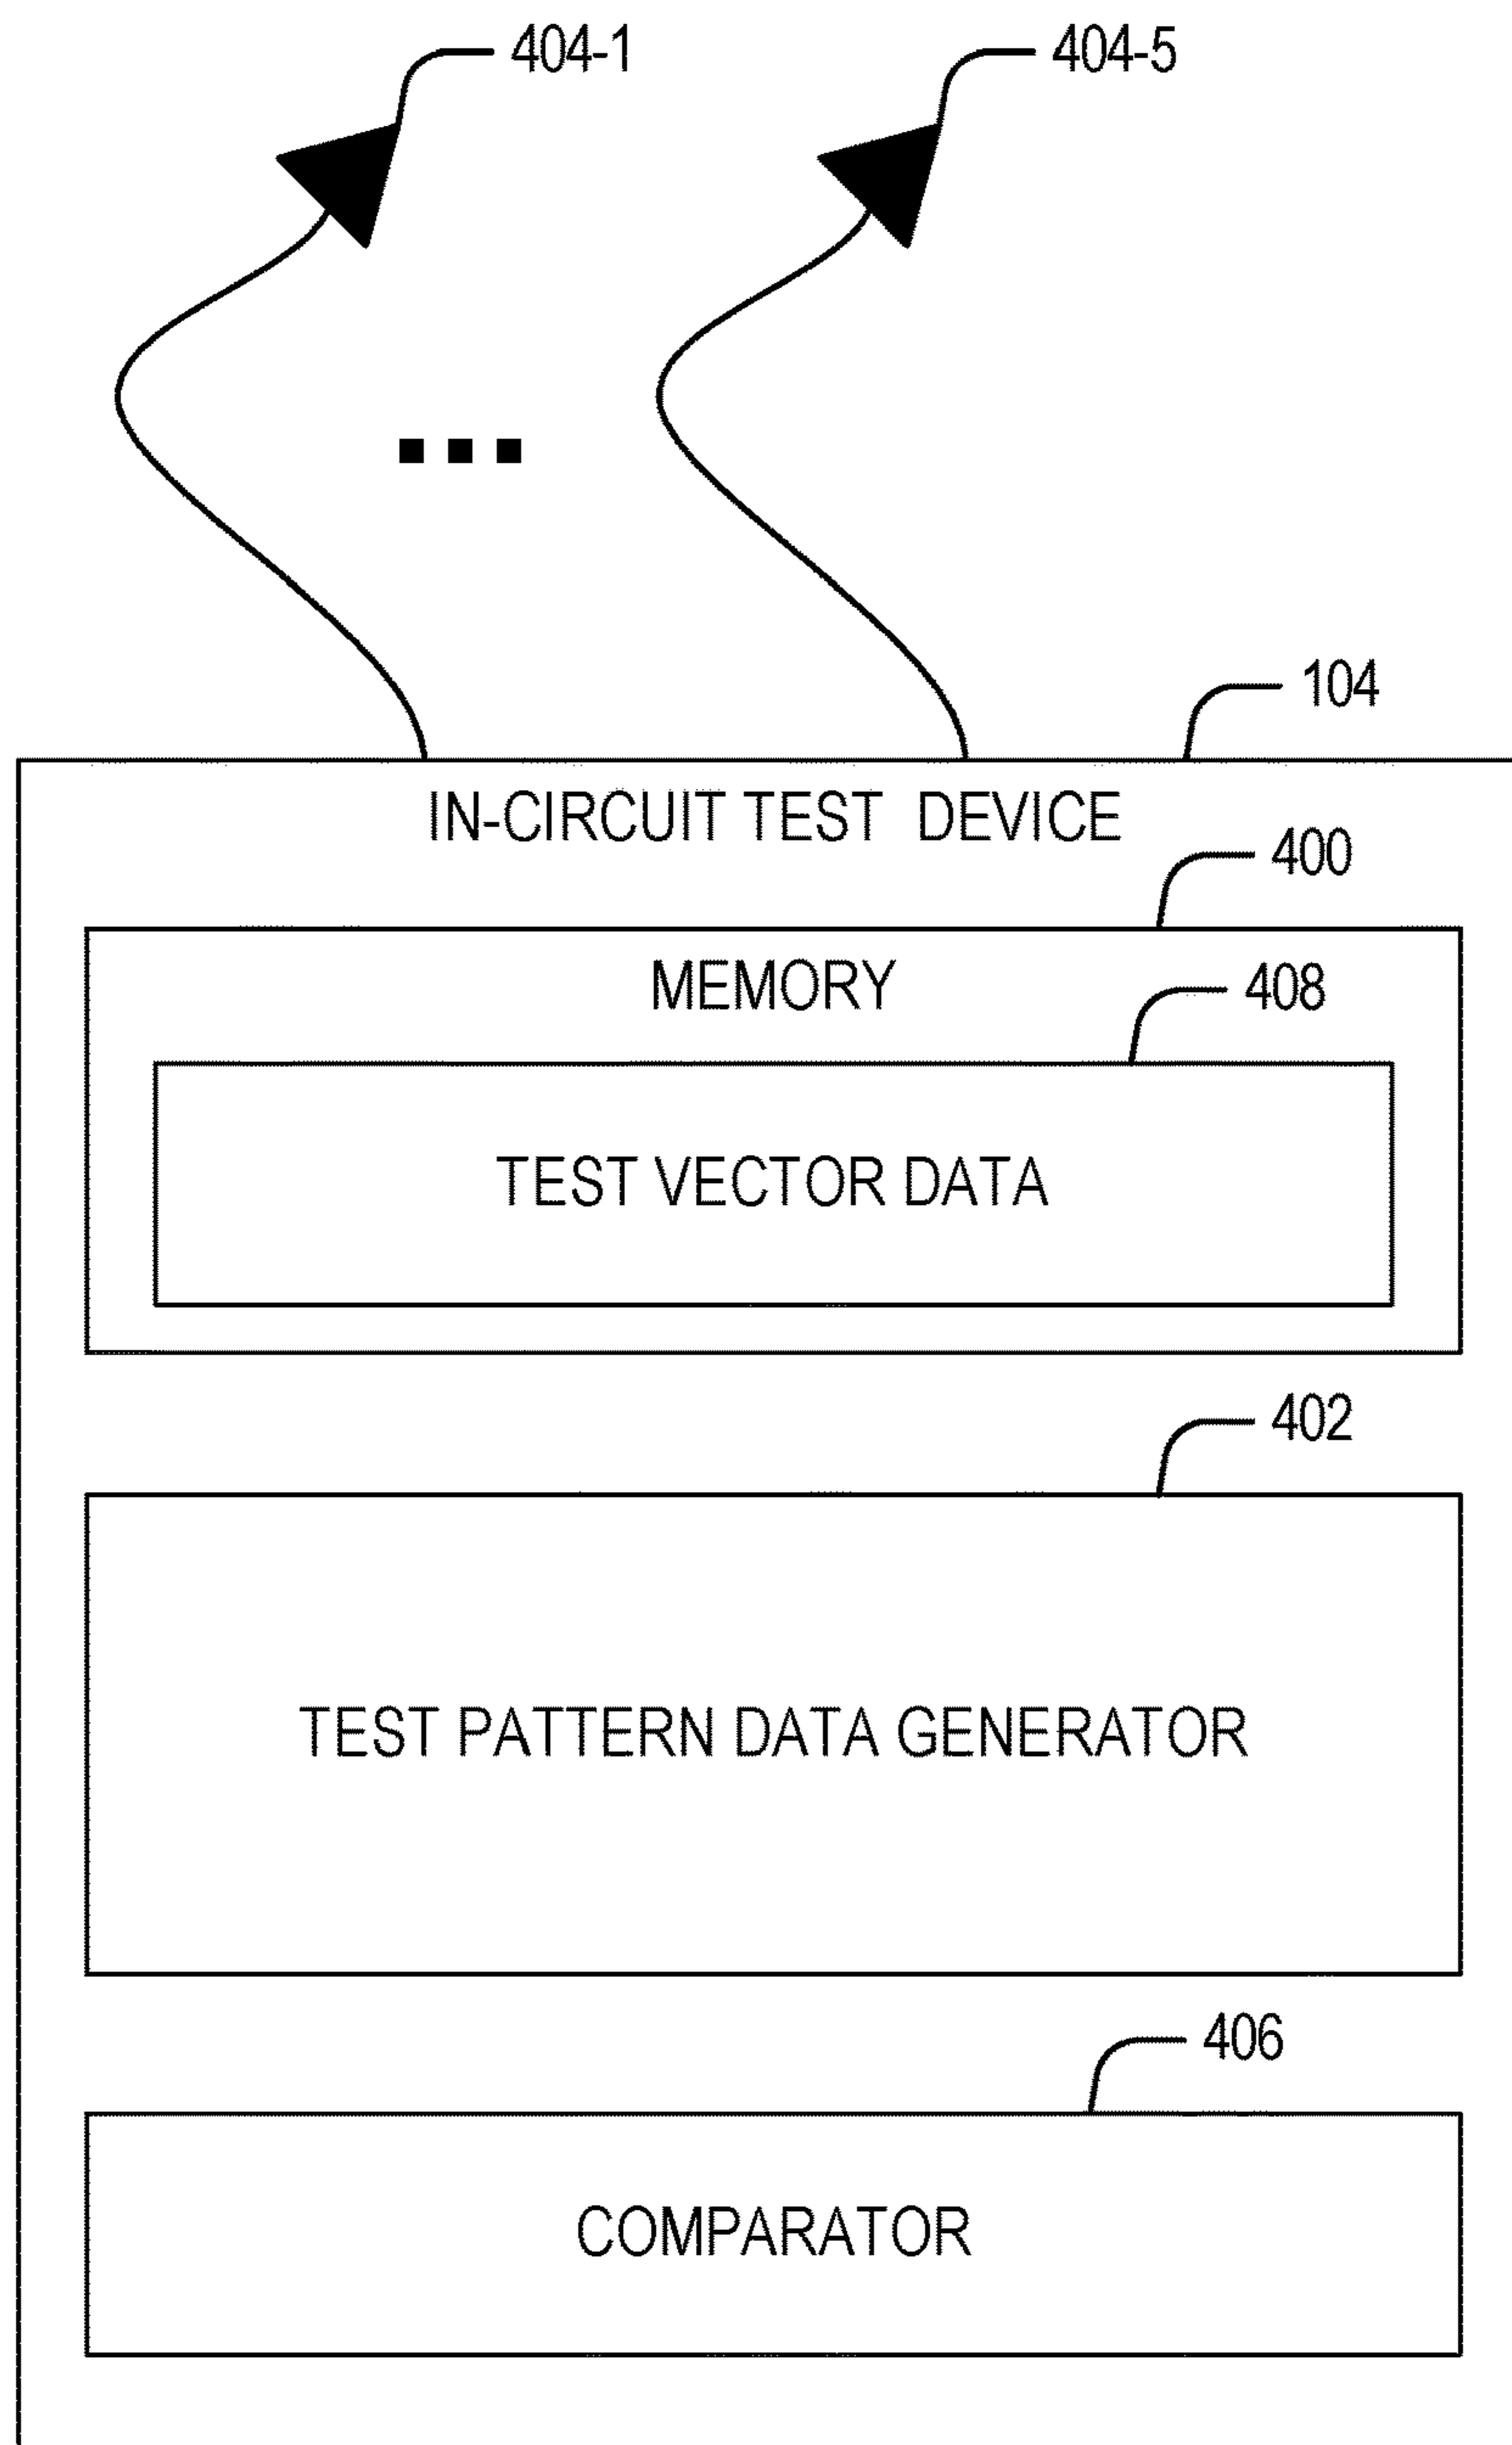 404-1
404-5
104
IN-CIRCUIT TEST DEVICE
400
MEMORY
408
TEST VECTOR DATA
402
TEST PATTERN DATA GENERATOR
406
COMPARATOR